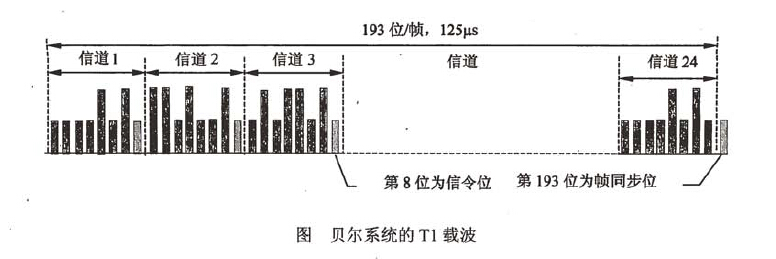 193 位/帧，125μs
信道 1 信道 2 信道 3 信道 信道 24
第 8 位为信令位 第 193 位为帧同步位
图 贝尔系统的 T1 载波